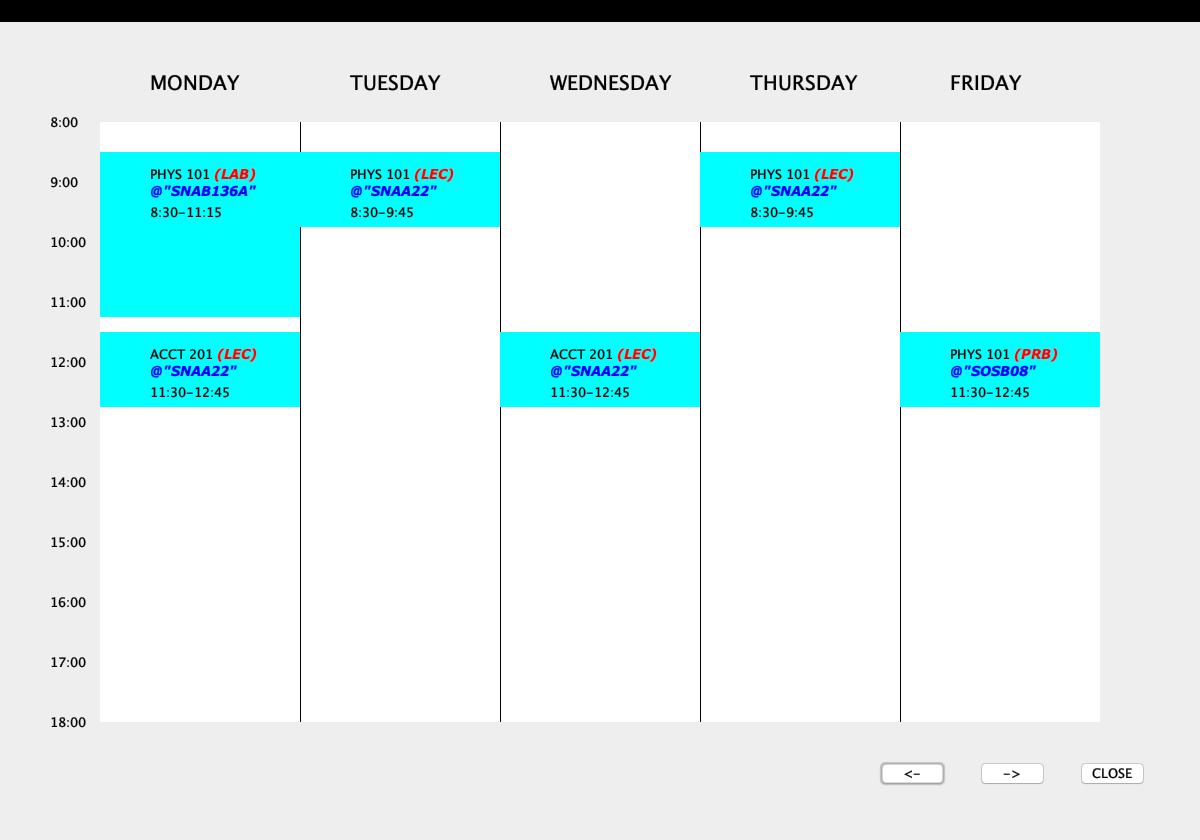 MONDAY TUESDAY WEDNESDAY THURSDAY FRIDAY
8:00
PHYS 101 (LAB)
@"SNAB136A"
8:30-11:15
PHYS 101 (LEC)
@"SNAA22"
8:30-9:45
PHYS 101 (LEC)
@"SNAA22"
8:30-9:45
9:00
10:00
11:00
ACCT 201 (LEC)
@"SNAA22"
11:30-12:45
ACCT 201 (LEC)
@"SNAA22"
11:30-12:45
PHYS 101 (PRB)
@"SOSB08"
11:30-12:45
12:00
13:00
14:00
15:00
16:00
17:00
18:00
<- -> CLOSE